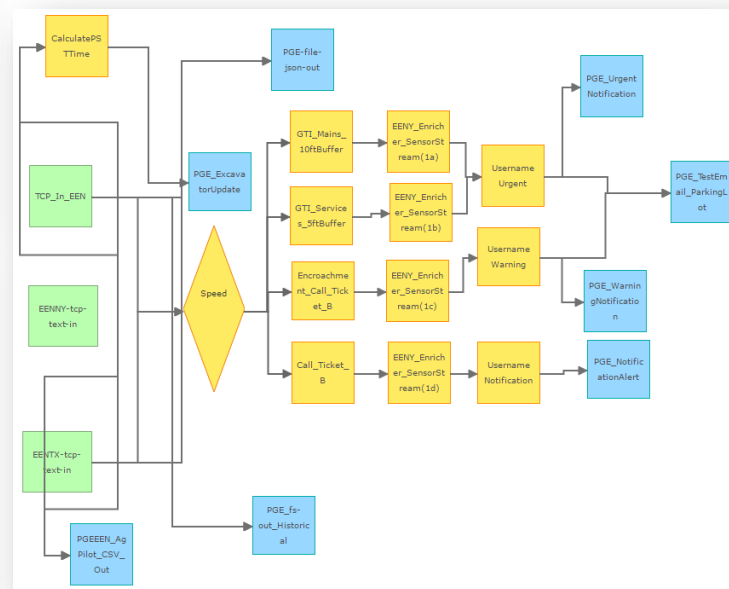 CalculatePS
TTime
PGE-file-
json-out
PGE_Urgent
Notification
GTI_Mains_
10ftBuffer
EENY_Enrich
er_SensorSt
ream(1a)
Username
Urgent
PGE_Excava
torUpdate
TCP_In_EEN
PGE_TestEm
ail_ParkingL
ot
GTI_Service
s_5ftBuffer
EENY_Enrich
er_SensorSt
ream(1b)
Username
Warning
Speed
Encroachme
nt_Call_Tick
et_B
EENY_Enrich
er_SensorSt
ream(1c)
PGE_Warnin
gNotificatio
n
EENNY-tcp-
text-in
Call_Ticket_
B
EENY_Enrich
er_SensorSt
ream(1d)
Username
Notification
PGE_Notific
ationAlert
EENTX-tcp-
text-in
PGE_fs-
out_Histori
cal
PGEEEN_Ag
Pilot_CSV_
Out